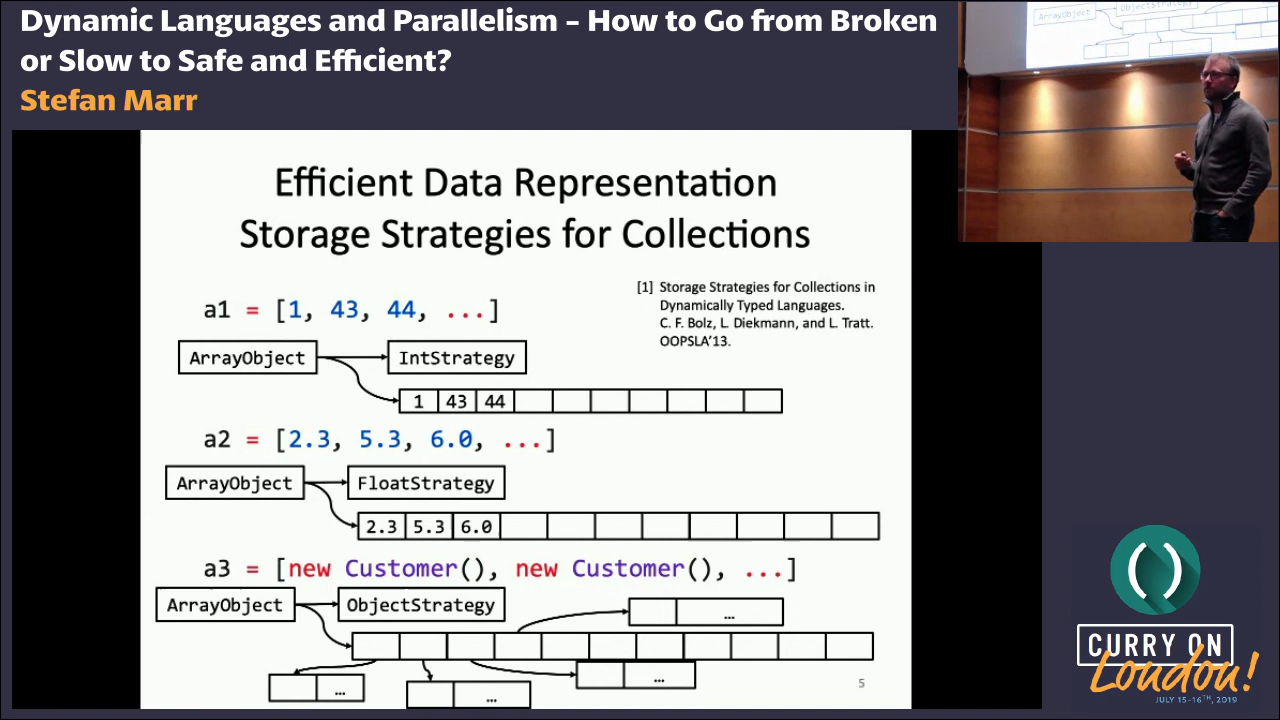 Dynamic Languages and Parallelism – How to Go from Broken
or Slow to Safe and Efficient?
Stefan Marr
Efficient Data Representation
Storage Strategies for Collections
[1] Storage Strategies for Collections in
Dynamically Typed Languages.
C. F. Bolz, L. Diekmann, and L. Tratt.
OOPSLA’13.
a1 = [1, 43, 44, ...]
ArrayObject IntStrategy
1 43 44
a2 = [2.3, 5.3, 6.0, ...]
ArrayObject FloatStrategy
2.3 5.3 6.0
a3 = [new Customer(), new Customer(), ...]
ArrayObject ObjectStrategy
...
...
...
...
5
ArrayObject ObjectStrategy
()
CURRY ON
London!
JULY 15-16TH, 2019